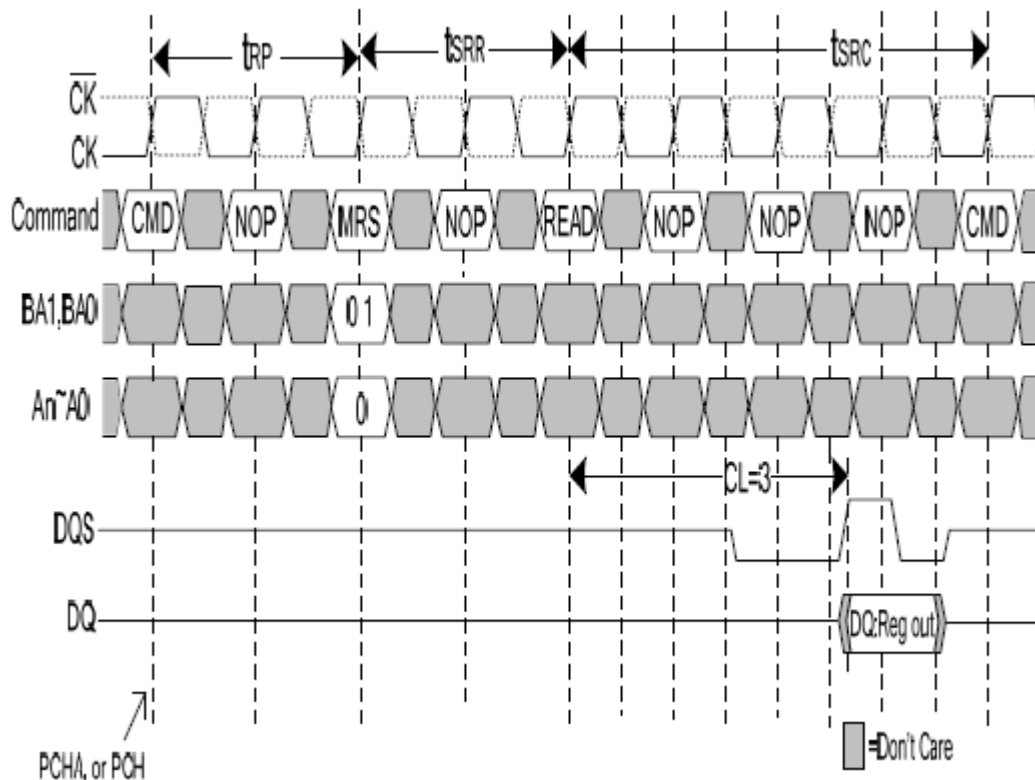 tRP tSRR tSRC
CK
CK
Command CMD NOP MRS NOP READ NOP NOP NOP CMD
BA1,BA0 0 1
An~A0 0
CL=3
DQS
DQ DQ:Reg out
PCHA, or PCH
=Don't Care